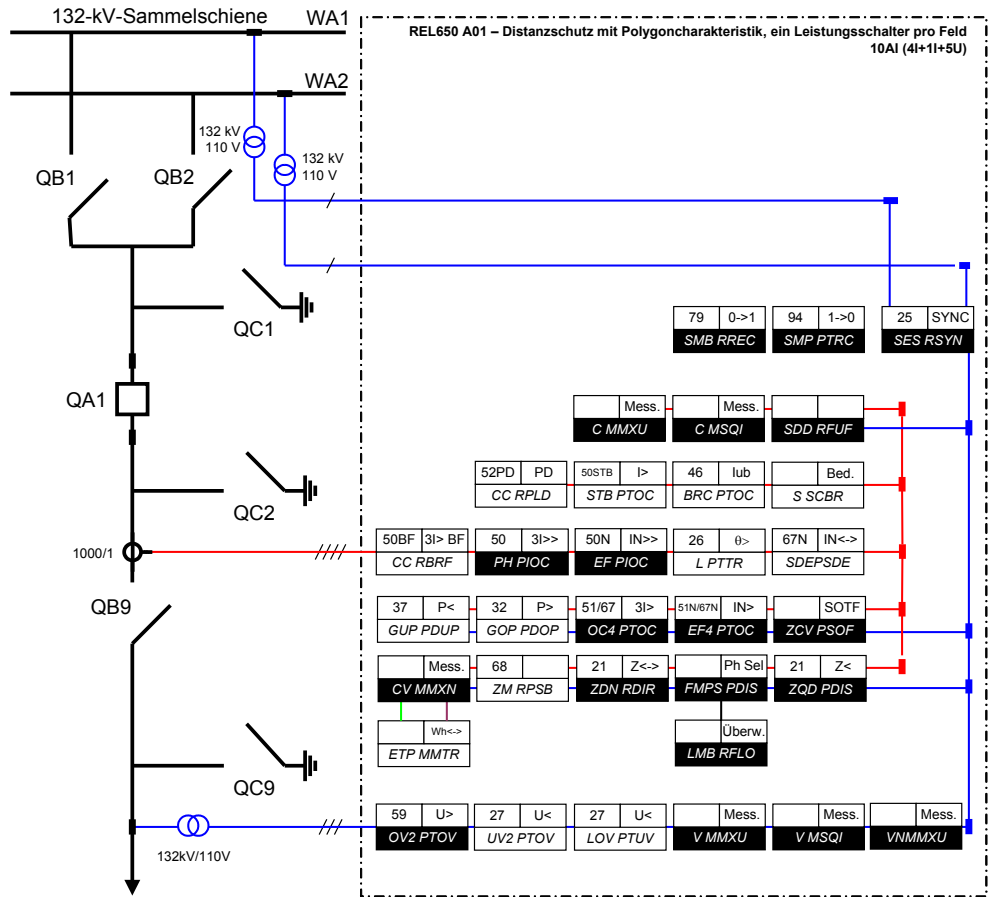 132-kV-Sammelschiene
WA1
REL650 A01 – Distanzschutz mit Polygoncharakteristik, ein Leistungsschalter pro Feld
10AI (4I+1I+5U)
WA2
132 kV
110 V
132 kV
110 V
QB1
QB2
QC1
79 0->1
SMB RREC
94 1->0
SMP PTRC
25 SYNC
SES RSYN
QA1
Mess.
C MMXU
Mess.
C MSQI
SDD RFUF
52PD PD
CC RPLD
50STB I>
STB PTOC
46 Iub
BRC PTOC
Bed.
S SCBR
QC2
1000/1
50BF 3I> BF
CC RBRF
50 3I>>
PH PIOC
50N IN>>
EF PIOC
26 θ>
L PTTR
67N IN<->
SDEPSDE
QB9
37 P<
GUP PDUP
32 P>
GOP PDOP
51/67 3I>
OC4 PTOC
51N/67N IN>
EF4 PTOC
SOTF
ZCV PSOF
Mess.
CV MMXN
68
ZM RPSB
21 Z<->
ZDN RDIR
Ph Sel
FMPS PDIS
21 Z<
ZQD PDIS
Wh<->
ETP MMTR
Überw.
LMB RFLO
QC9
132kV/110V
59 U>
OV2 PTOV
27 U<
UV2 PTOV
27 U<
LOV PTUV
Mess.
V MMXU
Mess.
V MSQI
Mess.
VNMMXU